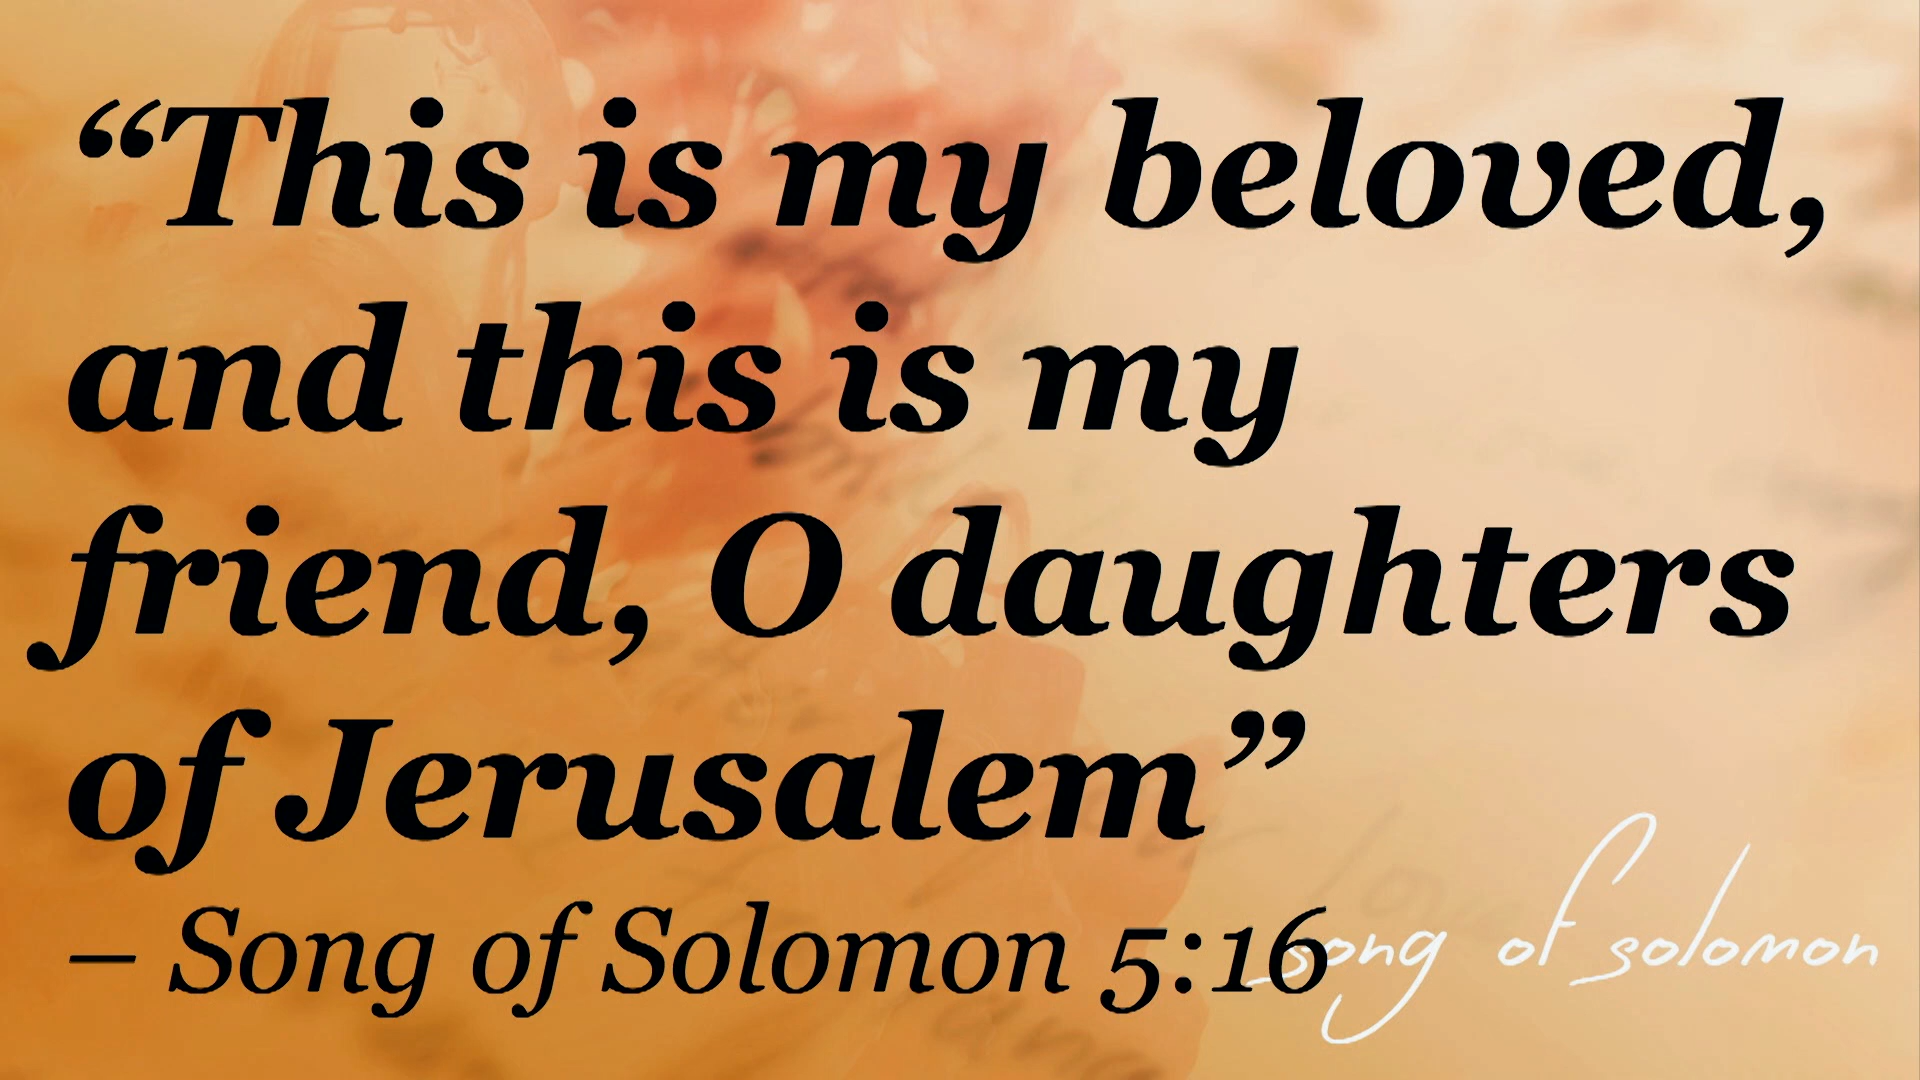 “This is my beloved,
and this is my
friend, O daughters
of Jerusalem”
– Song of Solomon 5:16
song of solomon